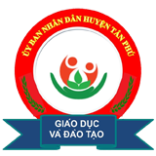 ỦY BAN NHÂN DÂN HUYỆN TÂN PHÚ
GIÁO DỤC
VÀ ĐÀO TẠO